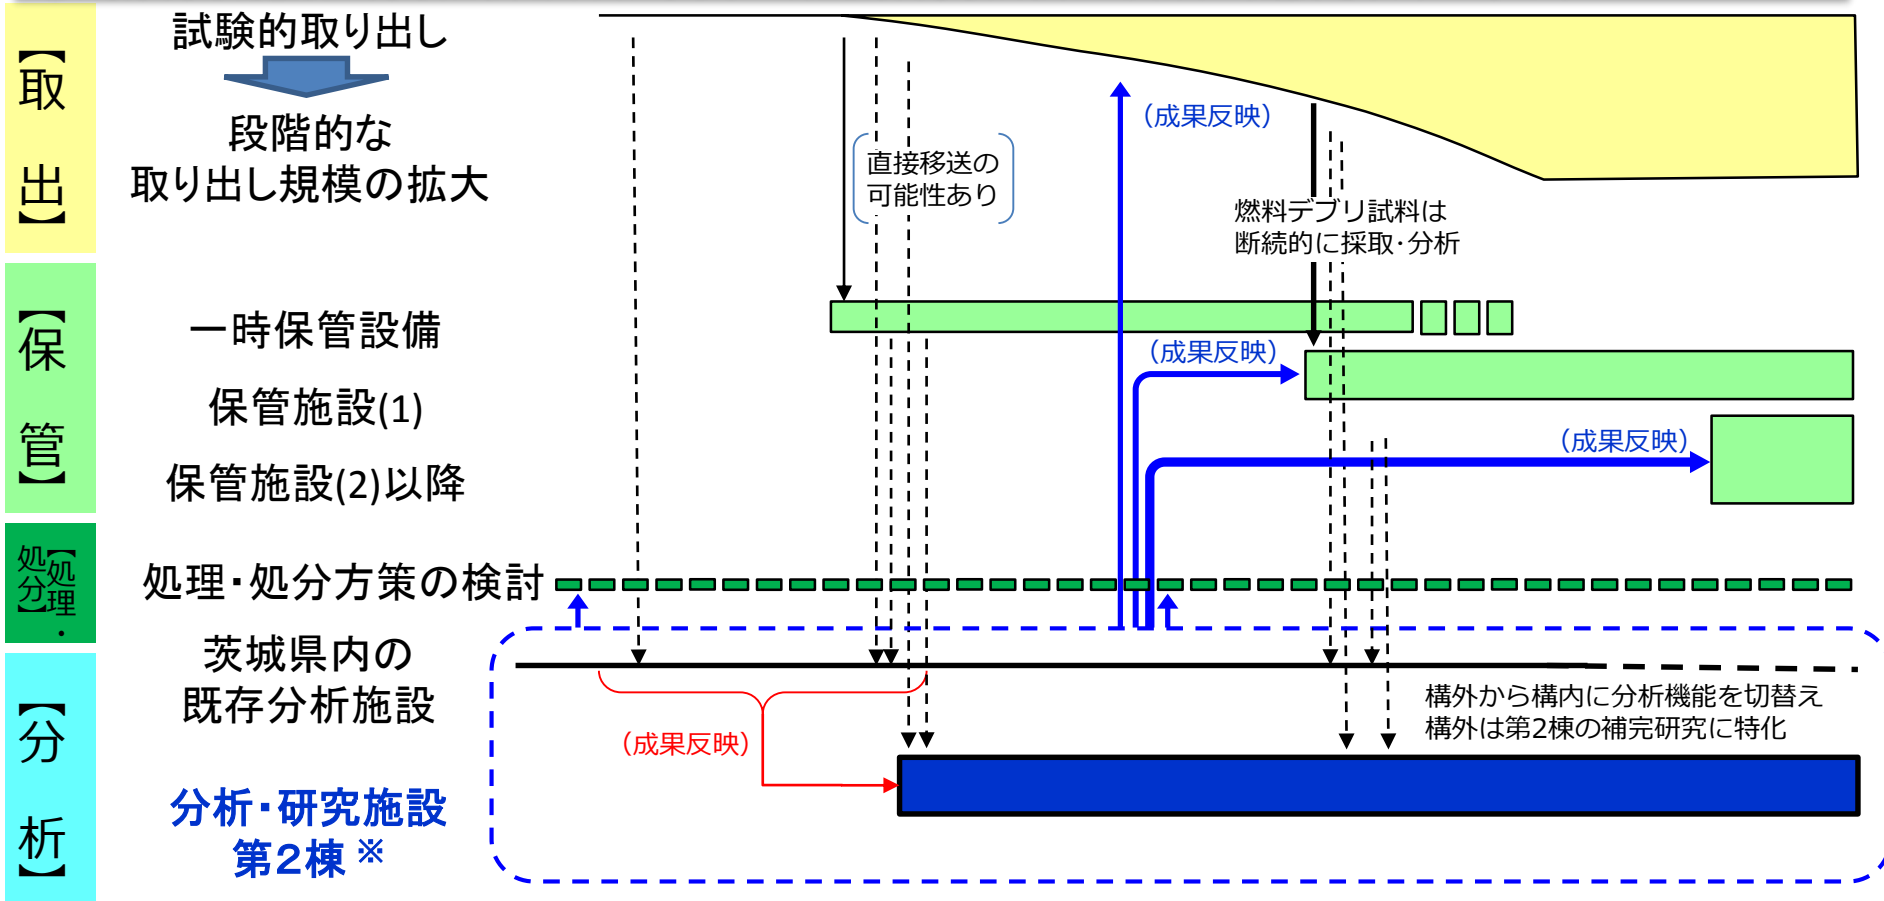 【取出】
試験的取り出し
段階的な
取り出し規模の拡大
(成果反映)
直接移送の
可能性あり
燃料デブリ試料は
断続的に採取･分析
【保管】
一時保管設備
保管施設(1)
保管施設(2)以降
(成果反映)
(成果反映)
【処理・
処分】
処理・処分方策の検討
【分析】
茨城県内の
既存分析施設
(成果反映)
構外から構内に分析機能を切替え
構外は第2棟の補完研究に特化
分析・研究施設
第2棟※